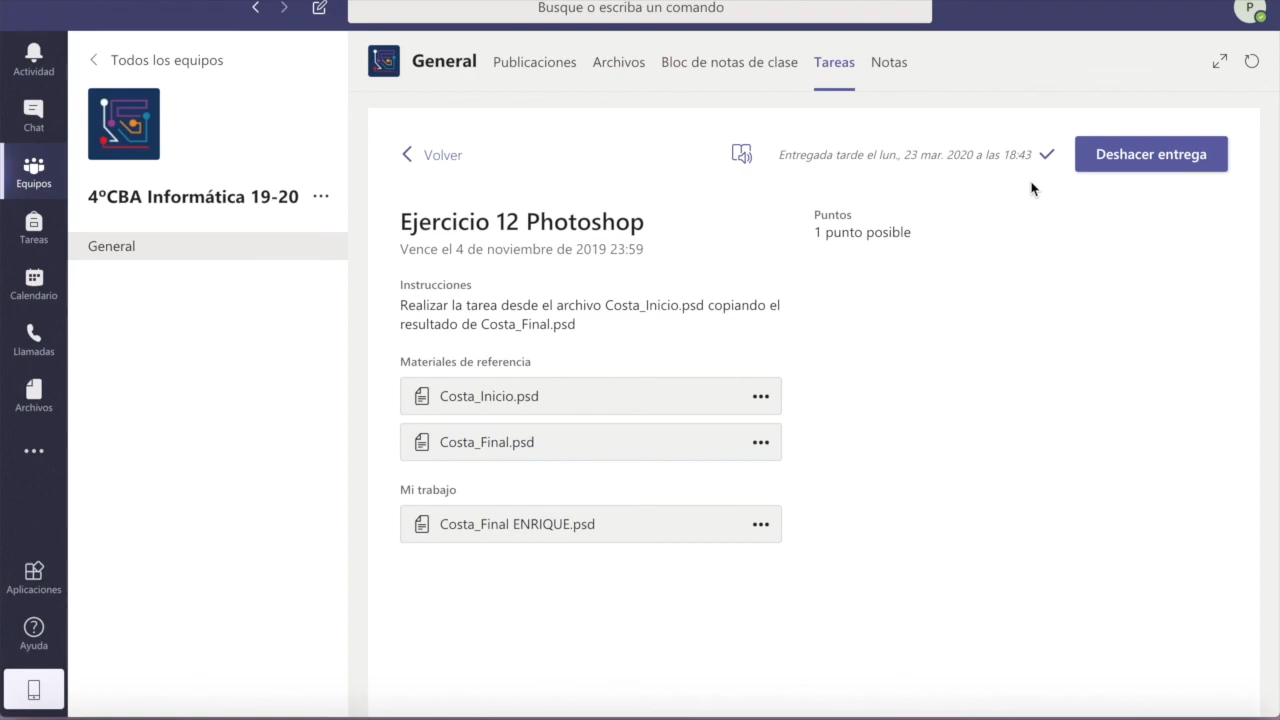 Busque o escriba un comando
P
Actividad
Chat
Equipos
Tareas
Calendario
Llamadas
Archivos
Aplicaciones
Ayuda
Todos los equipos
4ºCBA Informática 19-20
General
General
Publicaciones
Archivos
Bloc de notas de clase
Tareas
Notas
Volver
Entregada tarde el lun., 23 mar. 2020 a las 18:43
Deshacer entrega
Ejercicio 12 Photoshop
Vence el 4 de noviembre de 2019 23:59
Puntos
1 punto posible
Instrucciones
Realizar la tarea desde el archivo Costa_Inicio.psd copiando el
resultado de Costa_Final.psd
Materiales de referencia
Costa_Inicio.psd
Costa_Final.psd
Mi trabajo
Costa_Final ENRIQUE.psd